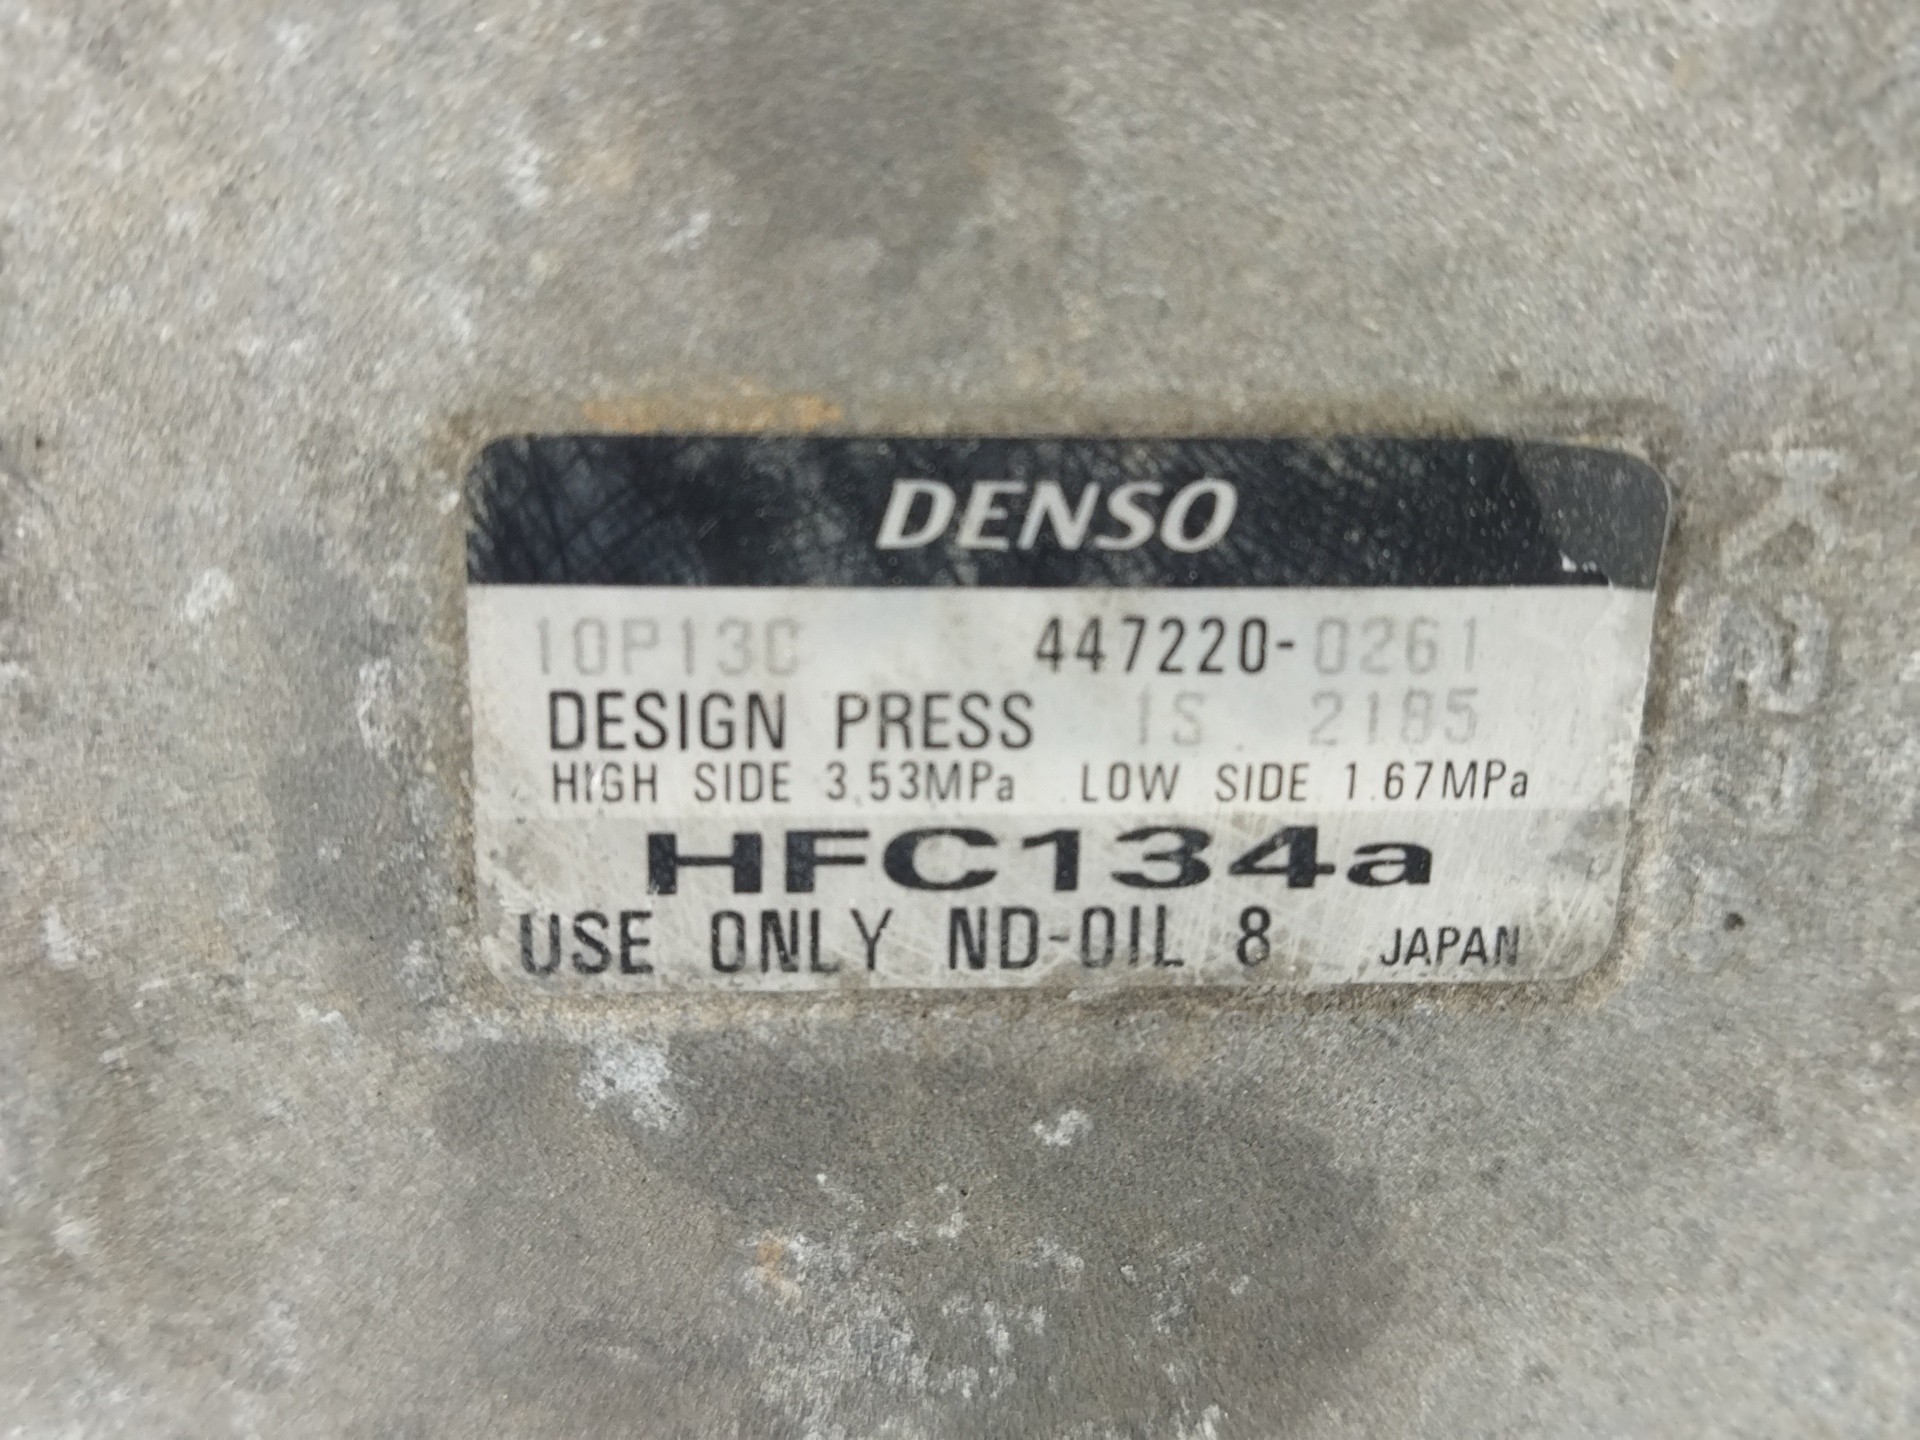 DENSO
10P13C 447220-0261
DESIGN PRESS IS. 2185
HIGH SIDE 3.53MPa LOW SIDE 1.67MPa
HFC134a
USE ONLY ND-OIL 8 JAPAN